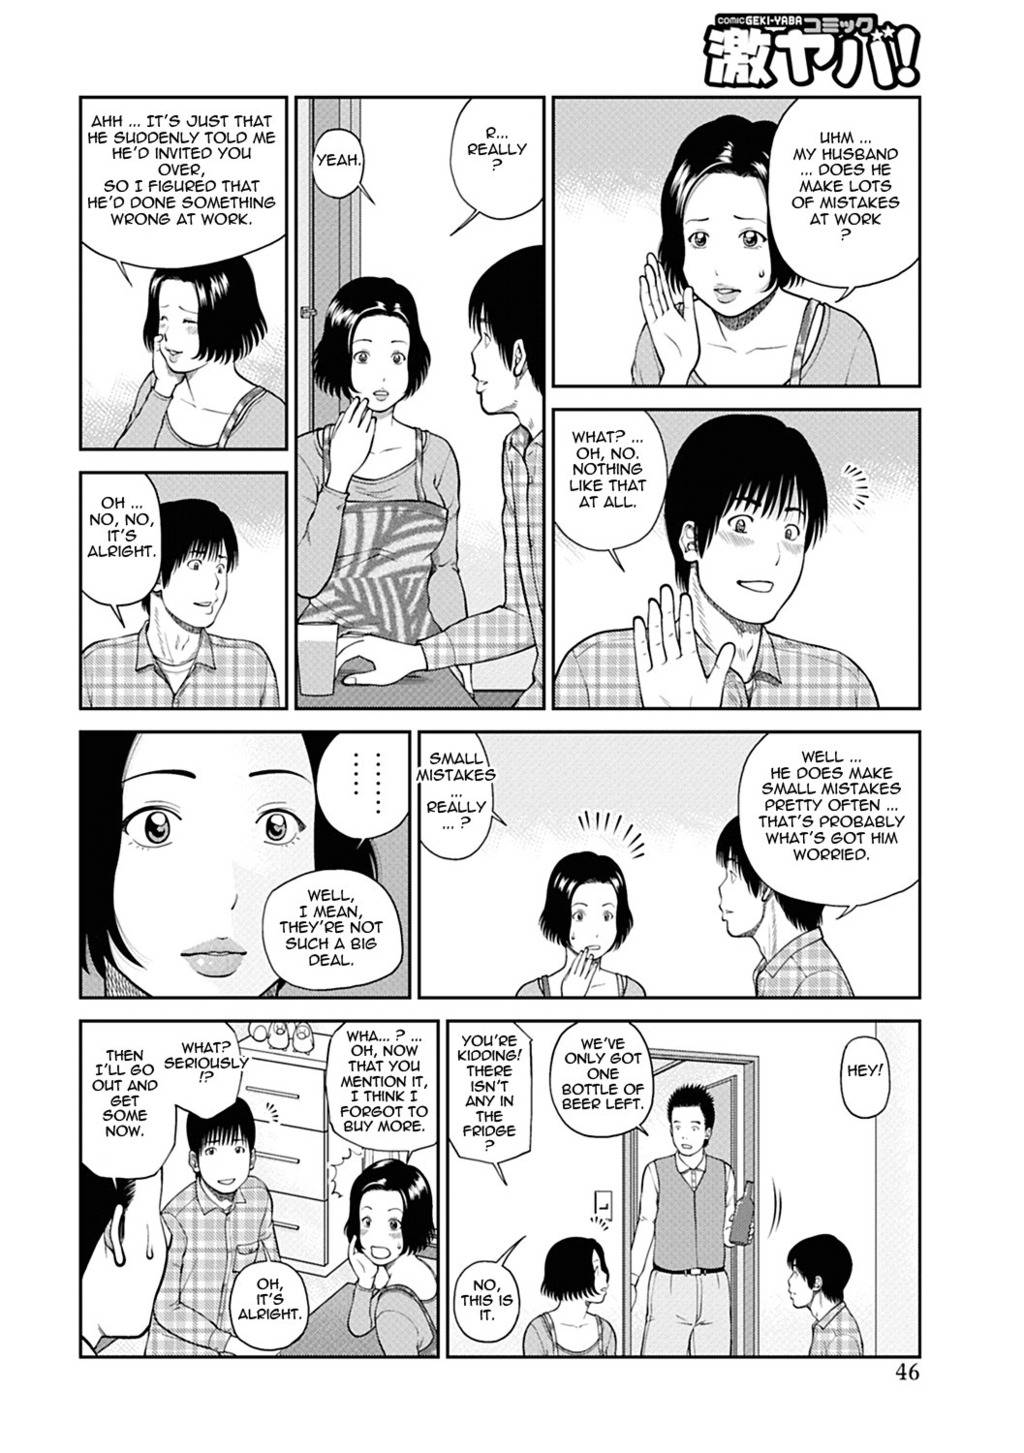 COMIC GEKI-YABA コミック
激ヤバ!
UHM ...
MY HUSBAND
... DOES HE
MAKE LOTS
OF MISTAKES
AT WORK
?
WHAT? ...
OH, NO.
NOTHING
LIKE THAT
AT ALL.
R...
REALLY
?
YEAH.
AHH ... IT'S JUST THAT
HE SUDDENLY TOLD ME
HE'D INVITED YOU
OVER,
SO I FIGURED THAT
HE'D DONE SOMETHING
WRONG AT WORK.
OH ...
NO, NO,
IT'S
ALRIGHT.
WELL ...
HE DOES MAKE
SMALL MISTAKES
PRETTY OFTEN ...
THAT'S PROBABLY
WHAT'S GOT HIM
WORRIED.
SMALL
MISTAKES
...
REALLY
... ?
......
WELL,
I MEAN,
THEY'RE NOT
SUCH A BIG
DEAL.
HEY!
WE'VE
ONLY GOT
ONE
BOTTLE OF
BEER LEFT.
YOU'RE
KIDDING!
THERE
ISN'T
ANY IN
THE
FRIDGE
?
NO,
THIS IS
IT.
WHA... ? ...
OH, NOW
THAT YOU
MENTION IT,
I THINK I
FORGOT TO
BUY MORE.
WHAT?
SERIOUSLY
!?
THEN
I'LL GO
OUT AND
GET
SOME
NOW.
OH,
IT'S
ALRIGHT.
46